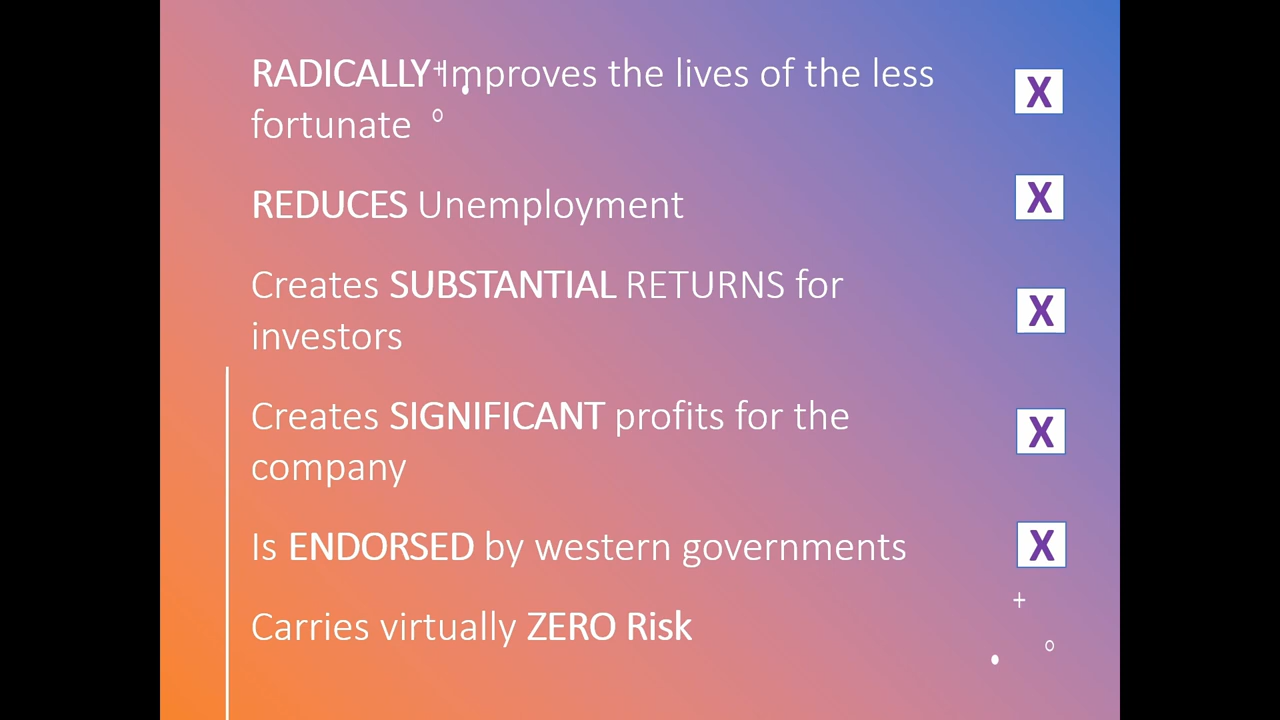 RADICALLY Improves the lives of the less
fortunate
X
REDUCES Unemployment
X
Creates SUBSTANTIAL RETURNS for
investors
X
Creates SIGNIFICANT profits for the
company
X
Is ENDORSED by western governments
X
Carries virtually ZERO Risk